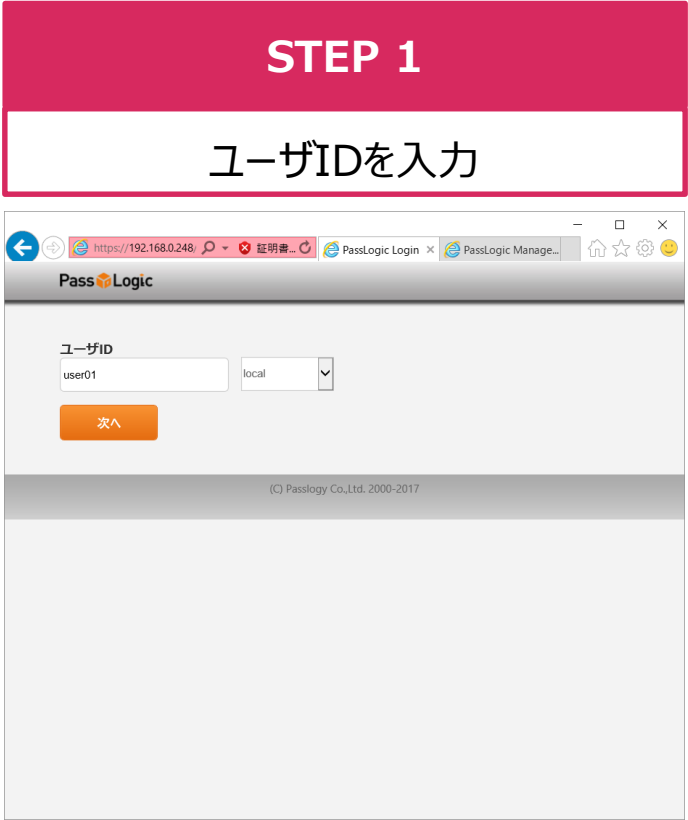 STEP 1
ユーザIDを入力
https://192.168.0.248/ 証明書... PassLogic Login PassLogic Manage...
PassLogic
ユーザID
user01 local
次へ
(C) Passlogy Co.,Ltd. 2000-2017